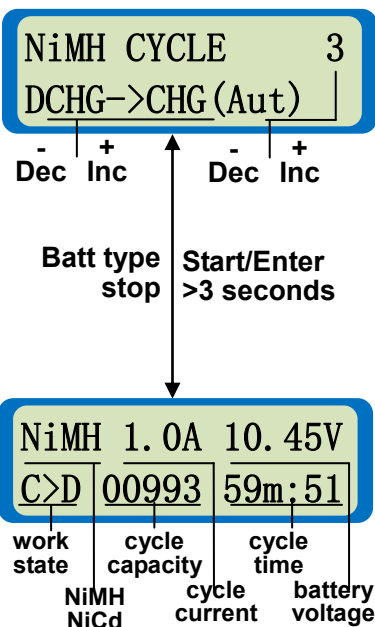 NiMH CYCLE 3
DCHG->CHG(Aut)
- + - +
Dec Inc Dec Inc
Batt type Start/Enter
stop >3 seconds
NiMH 1.0A 10.45V
C>D 00993 59m:51
work cycle cycle
state capacity time
NiMH cycle battery
NiCd current voltage